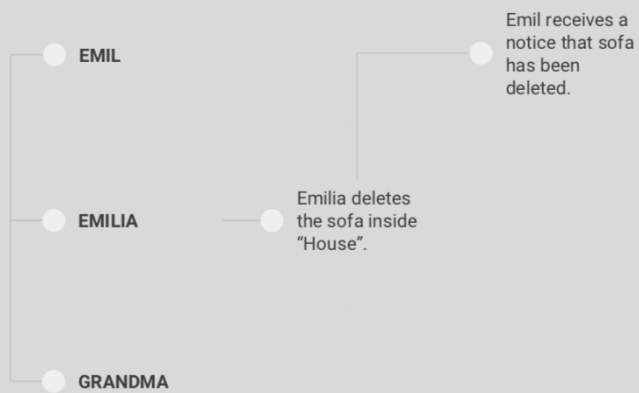 Emil receives a
notice that sofa
has been
deleted.
EMIL
Emilia deletes
the sofa inside
“House”.
EMILIA
GRANDMA